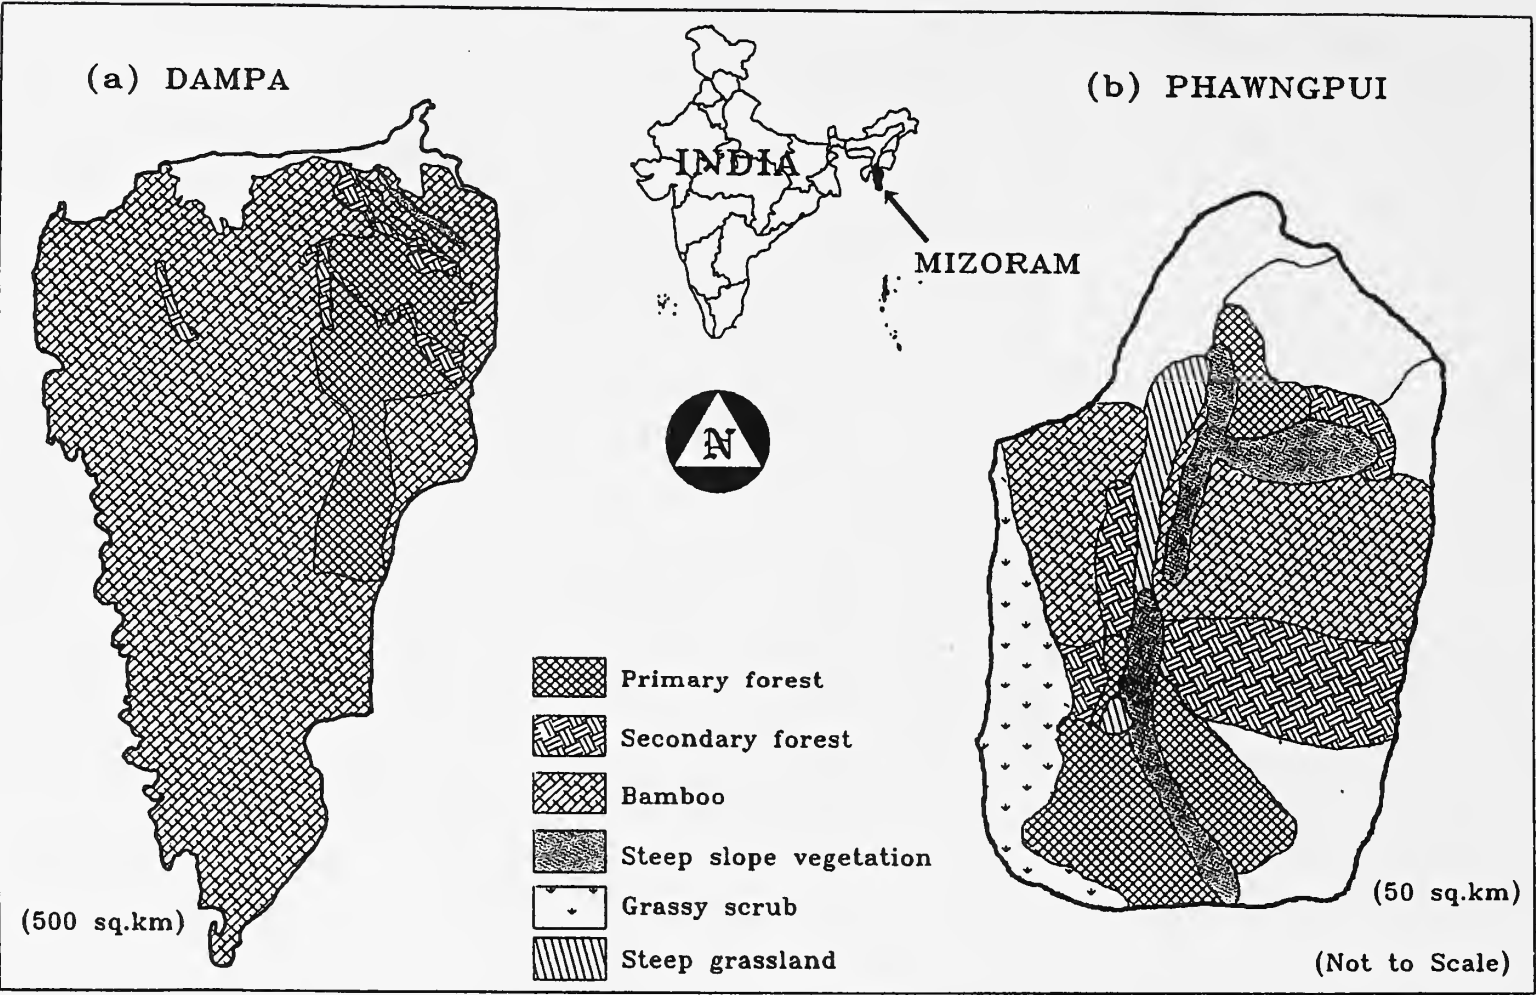 (a) DAMPA
INDIA
(b) PHAWNGPUI
MIZORAM
N
Primary forest
Secondary forest
Bamboo
Steep slope vegetation
Grassy scrub
Steep grassland
(500 sq.km)
(50 sq.km)
(Not to Scale)